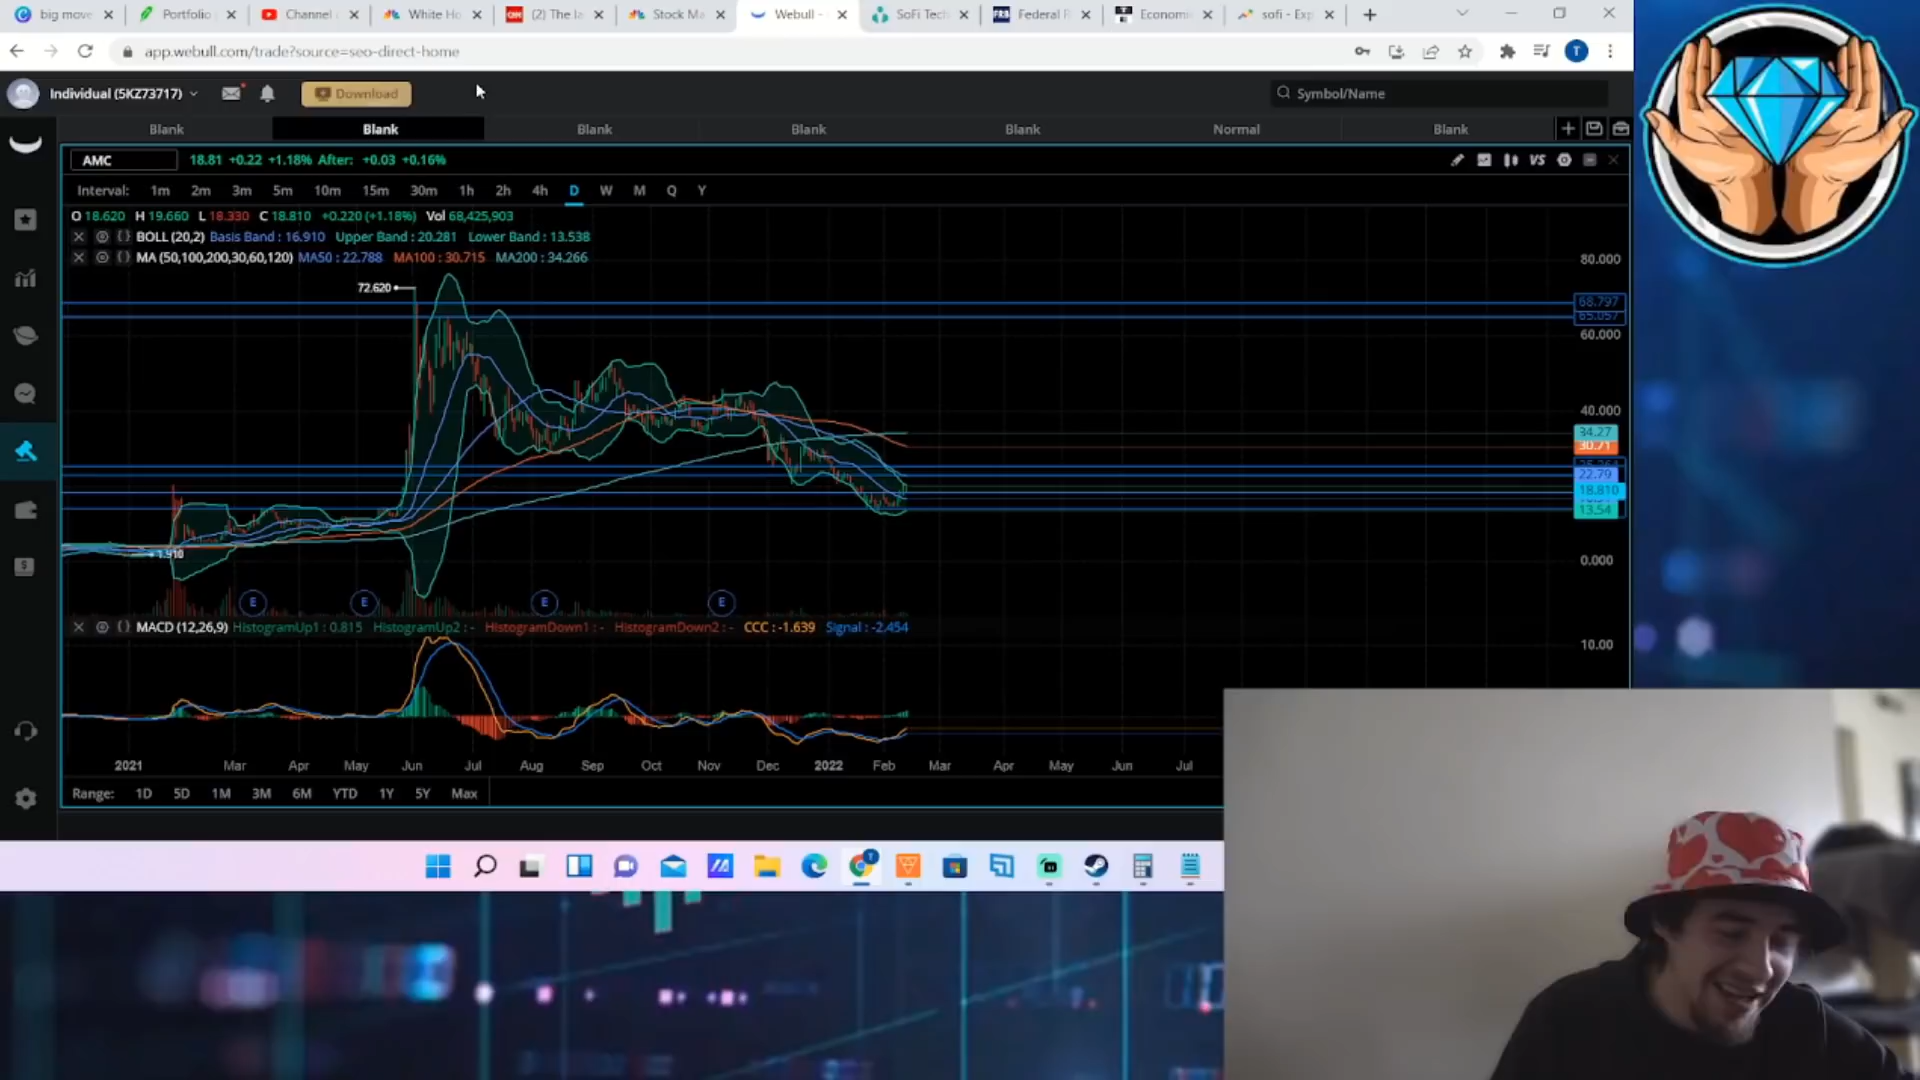 big move
Portfolio
Channel
White Ho
CNN
(2) The la
Stock Ma
Webull -
SoFi Tech
FRB
Federal R
Economi
sofi - Exp
app.webull.com/trade?source=seo-direct-home
T
Individual (5KZ73717)
Download
Symbol/Name
Blank
Blank
Blank
Blank
Blank
Normal
Blank
AMC
18.81 +0.22 +1.18% After: +0.03 +0.16%
VS
Interval: 1m 2m 3m 5m 10m 15m 30m 1h 2h 4h D W M Q Y
O 18.620 H 19.660 L 18.330 C 18.810 +0.220 (+1.18%) Vol 68,425,903
BOLL (20,2) Basis Band : 16.910 Upper Band : 20.281 Lower Band : 13.538
MA (50,100,200,30,60,120) MA50 : 22.788 MA100 : 30.715 MA200 : 34.266
80.000
72.620
68.797
65.057
60.000
40.000
34.27
30.71
22.79
18.810
13.54
1.910
0.000
E
E
E
E
MACD (12,26,9) HistogramUp1 : 0.815 HistogramUp2 : - HistogramDown1 : - HistogramDown2 : - CCC : -1.639 Signal : -2.454
10.00
2021 Mar Apr May Jun Jul Aug Sep Oct Nov Dec 2022 Feb Mar Apr May Jun Jul
Range: 1D 5D 1M 3M 6M YTD 1Y 5Y Max
T